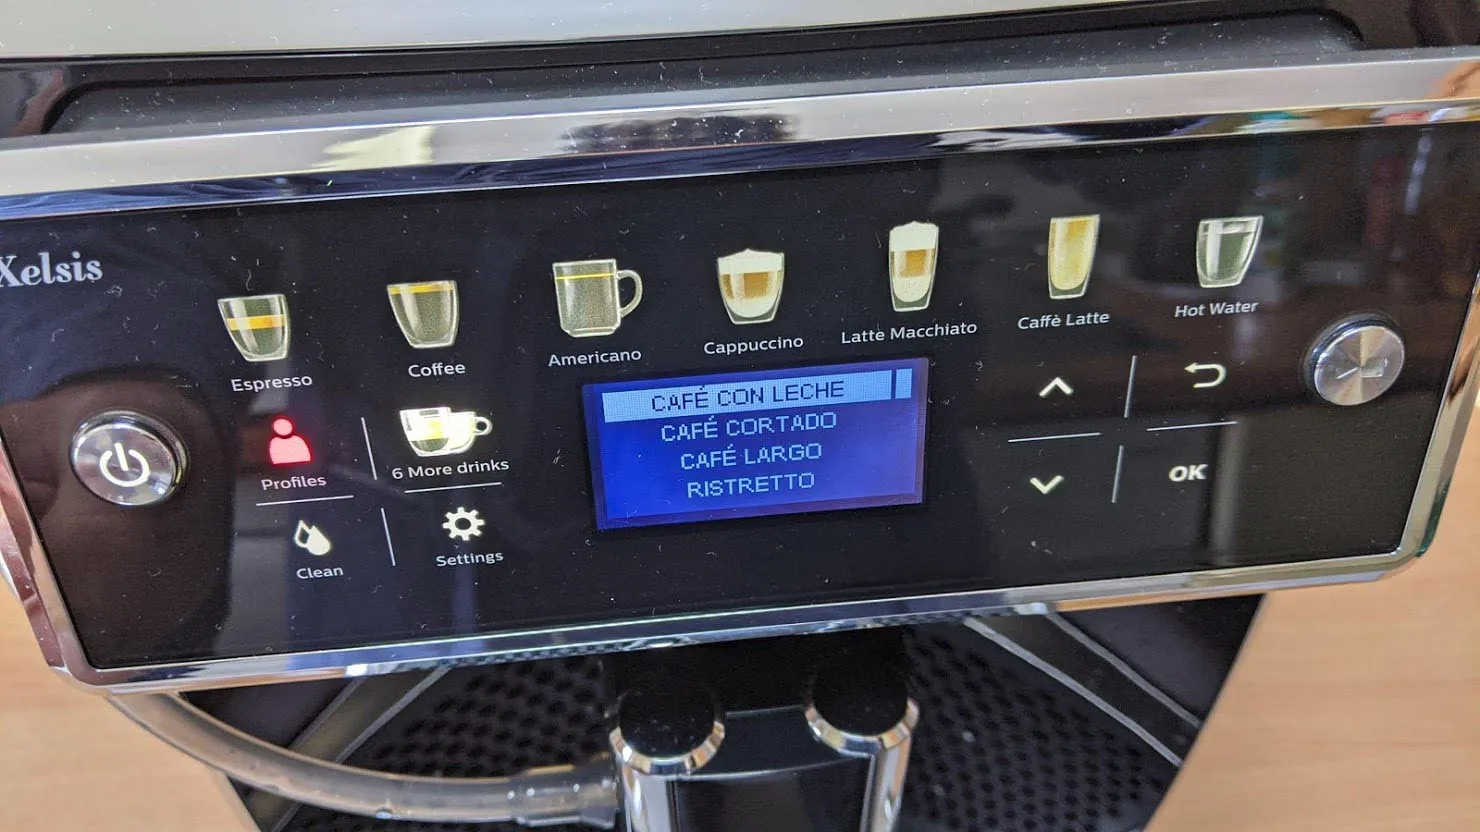 Xelsis
Espresso
Coffee
Americano
Cappuccino
Latte Macchiato
Caffè Latte
Hot Water
Profiles
6 More drinks
Clean
Settings
CAFÉ CON LECHE
CAFÉ CORTADO
CAFÉ LARGO
RISTRETTO
OK